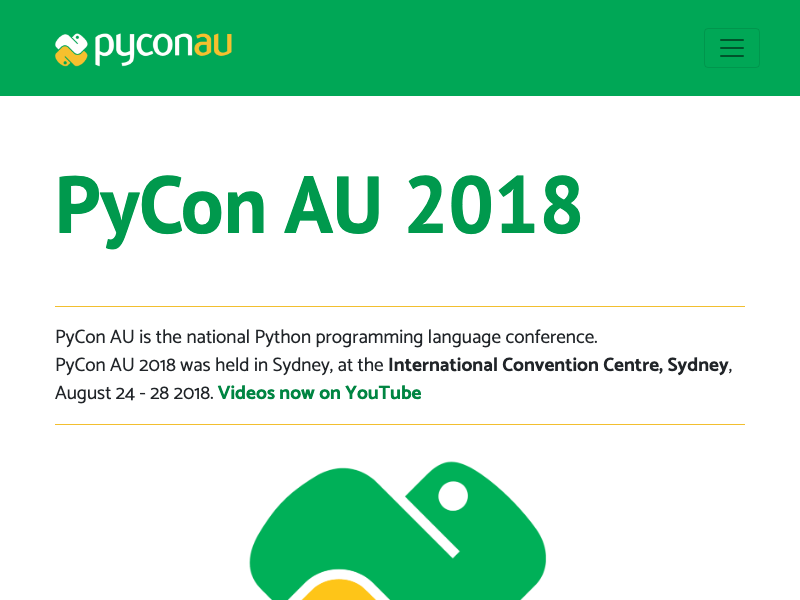 pyconau
PyCon AU 2018
PyCon AU is the national Python programming language conference.
PyCon AU 2018 was held in Sydney, at the International Convention Centre, Sydney,
August 24 - 28 2018. Videos now on YouTube